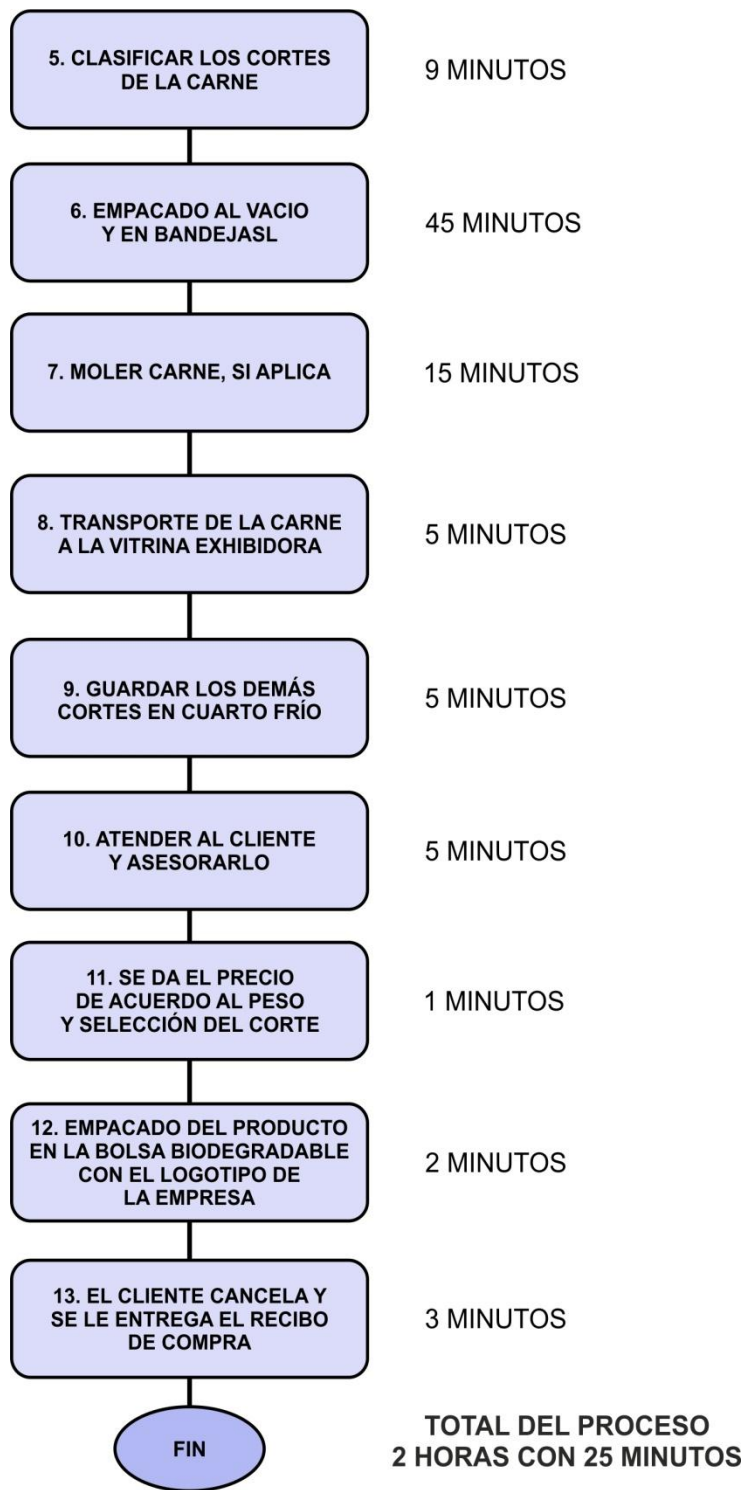 5. CLASIFICAR LOS CORTES
DE LA CARNE
9 MINUTOS
6. EMPACADO AL VACIO
Y EN BANDEJASL
45 MINUTOS
7. MOLER CARNE, SI APLICA
15 MINUTOS
8. TRANSPORTE DE LA CARNE
A LA VITRINA EXHIBIDORA
5 MINUTOS
9. GUARDAR LOS DEMÁS
CORTES EN CUARTO FRÍO
5 MINUTOS
10. ATENDER AL CLIENTE
Y ASESORARLO
5 MINUTOS
11. SE DA EL PRECIO
DE ACUERDO AL PESO
Y SELECCIÓN DEL CORTE
1 MINUTOS
12. EMPACADO DEL PRODUCTO
EN LA BOLSA BIODEGRADABLE
CON EL LOGOTIPO DE
LA EMPRESA
2 MINUTOS
13. EL CLIENTE CANCELA Y
SE LE ENTREGA EL RECIBO
DE COMPRA
3 MINUTOS
FIN
TOTAL DEL PROCESO
2 HORAS CON 25 MINUTOS